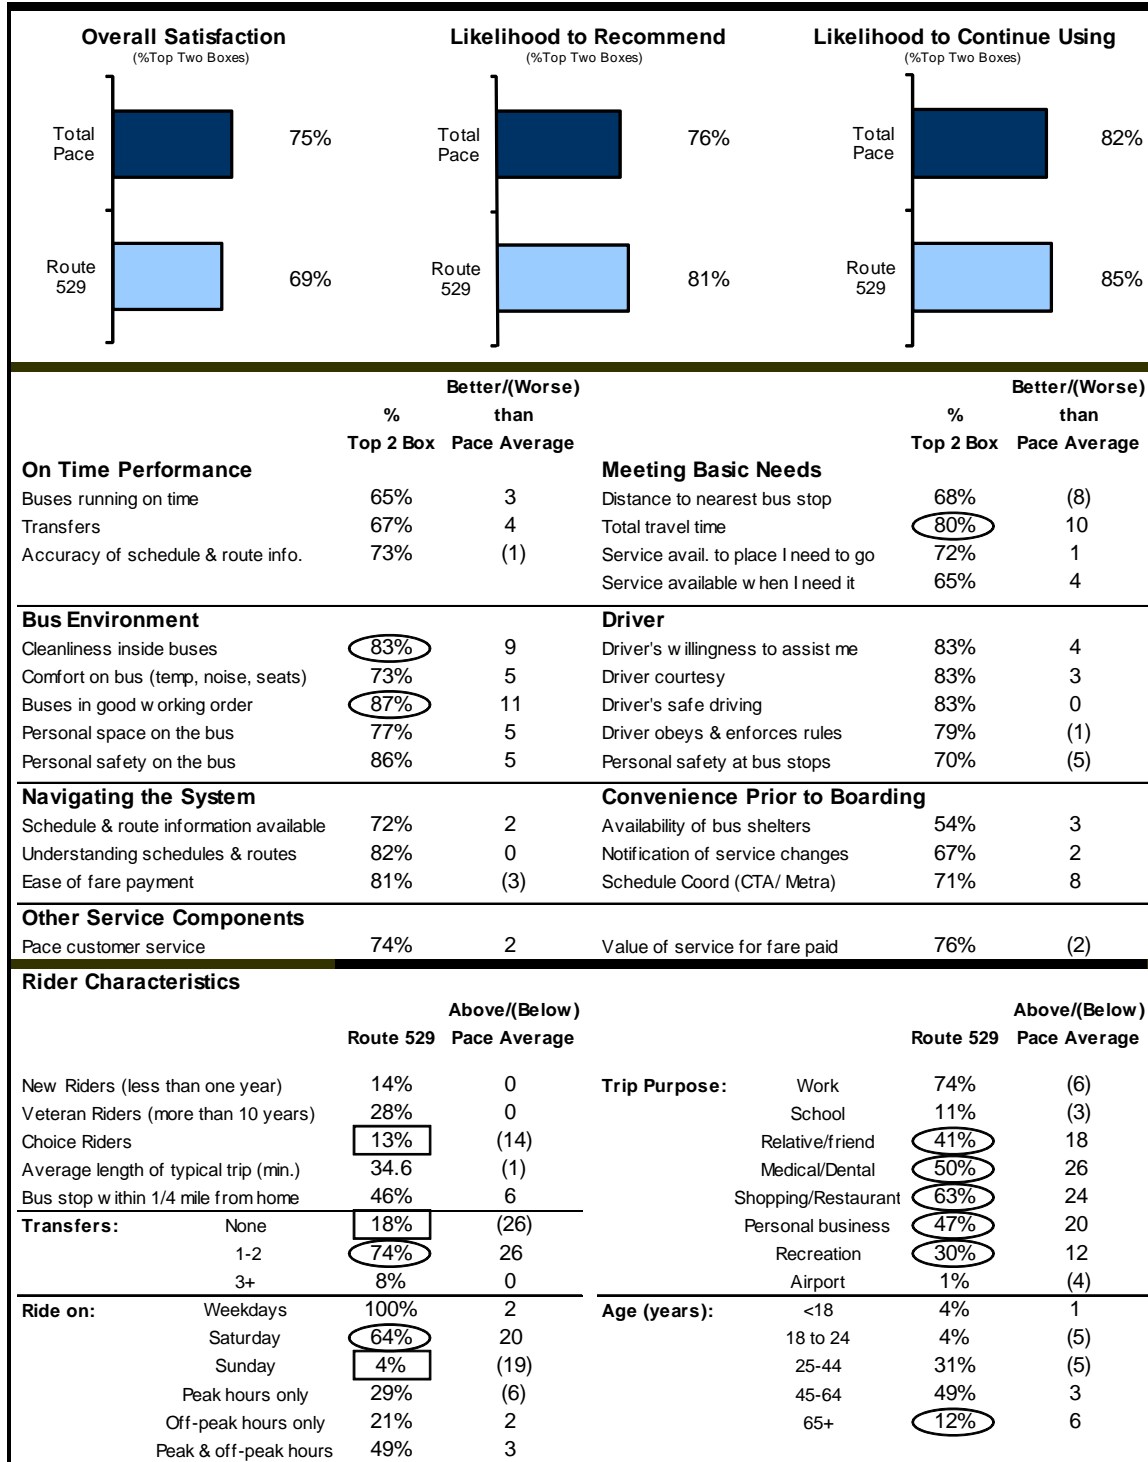 Overall Satisfaction
(%Top Two Boxes)
Total Pace 75%
Route 529 69%
Likelihood to Recommend
(%Top Two Boxes)
Total Pace 76%
Route 529 81%
Likelihood to Continue Using
(%Top Two Boxes)
Total Pace 82%
Route 529 85%
Better/(Worse) Better/(Worse)
% than % than
Top 2 Box Pace Average Top 2 Box Pace Average
On Time Performance Meeting Basic Needs
Buses running on time 65% 3 Distance to nearest bus stop 68% (8)
Transfers 67% 4 Total travel time 80% 10
Accuracy of schedule & route info. 73% (1) Service avail. to place I need to go 72% 1
Service available when I need it 65% 4
Bus Environment Driver
Cleanliness inside buses 83% 9 Driver's willingness to assist me 83% 4
Comfort on bus (temp, noise, seats) 73% 5 Driver courtesy 83% 3
Buses in good working order 87% 11 Driver's safe driving 83% 0
Personal space on the bus 77% 5 Driver obeys & enforces rules 79% (1)
Personal safety on the bus 86% 5 Personal safety at bus stops 70% (5)
Navigating the System Convenience Prior to Boarding
Schedule & route information available 72% 2 Availability of bus shelters 54% 3
Understanding schedules & routes 82% 0 Notification of service changes 67% 2
Ease of fare payment 81% (3) Schedule Coord (CTA/ Metra) 71% 8
Other Service Components
Pace customer service 74% 2 Value of service for fare paid 76% (2)
Rider Characteristics
Above/(Below) Above/(Below)
Route 529 Pace Average Route 529 Pace Average
New Riders (less than one year) 14% 0 Trip Purpose: Work 74% (6)
Veteran Riders (more than 10 years) 28% 0 School 11% (3)
Choice Riders 13% (14) Relative/friend 41% 18
Average length of typical trip (min.) 34.6 (1) Medical/Dental 50% 26
Bus stop within 1/4 mile from home 46% 6 Shopping/Restaurant 63% 24
Transfers: None 18% (26) Personal business 47% 20
1-2 74% 26 Recreation 30% 12
3+ 8% 0 Airport 1% (4)
Ride on: Weekdays 100% 2 Age (years): <18 4% 1
Saturday 64% 20 18 to 24 4% (5)
Sunday 4% (19) 25-44 31% (5)
Peak hours only 29% (6) 45-64 49% 3
Off-peak hours only 21% 2 65+ 12% 6
Peak & off-peak hours 49% 3